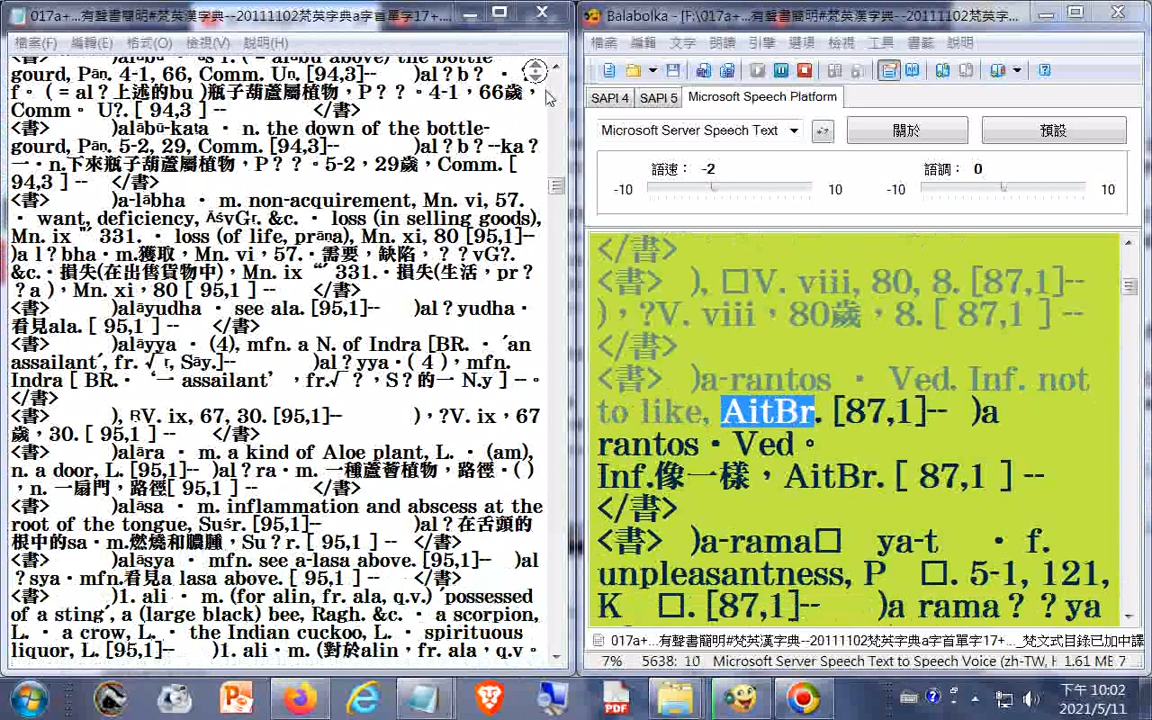 017a+...有聲書簡明#梵英漢字典--20111102梵英字典a字首單字17+...
檔案(F) 編輯(E) 格式(O) 檢視(V) 說明(H)
gourd, Pāṇ. 4-1, 66, Comm. Uṇ. [94,3]-- )al?b? ·
f。 ( = al?上述的bu )瓶子葫蘆屬植物，P??。4-1，66歲，
Comm。 U?. [ 94,3 ] -- </書>
<書> )alābū-kaṭa · n. the down of the bottle-
gourd, Pāṇ. 5-2, 29, Comm. [94,3]-- )al?b?--ka?
一·n.下來瓶子葫蘆屬植物，P??。5-2，29歲，Comm. [
94,3 ] -- </書>
<書> )a-lābha · m. non-acquirement, Mn. vi, 57.
· want, deficiency, ĀśvGṛ. &c. · loss (in selling goods),
Mn. ix "' 331. · loss (of life, prāṇa), Mn. xi, 80 [95,1]--
)a l?bha·m.獲取，Mn. vi，57.·需要，缺陷，??vG?.
&c.·損失(在出售貨物中)，Mn. ix “' 331.·損失(生活，pr?
?a )，Mn. xi，80 [ 95,1 ] -- </書>
<書> )alāyudha · see ala. [95,1]-- )al?yudha·
看見ala. [ 95,1 ] -- </書>
<書> )alāyya · (4), mfn. a N. of Indra [BR. · 'an
assailant', fr. √ṛ, Sāy.]-- )al?yya·( 4 )，mfn.
Indra [ BR.·‘一 assailant’，fr.√?，S?的一 N.y ] --。
</書>
<書> ), ṚV. ix, 67, 30. [95,1]-- )，?V. ix，67
歲，30. [ 95,1 ] -- </書>
<書> )alāra · m. a kind of Aloe plant, L. · (am),
n. a door, L. [95,1]-- )al?ra·m.一種蘆薈植物，路徑·( )
，n.一扇門，路徑[ 95,1 ] -- </書>
<書> )alāsa · m. inflammation and abscess at the
root of the tongue, Suśr. [95,1]-- )al?在舌頭的
根中的sa·m.燃燒和膿腫，Su?r. [ 95,1 ] -- </書>
<書> )alāsya · mfn. see a-lasa above. [95,1]-- )al
?sya·mfn.看見a lasa above. [ 95,1 ] -- </書>
<書> )1. ali · m. (for alin, fr. ala, q.v.) 'possessed
of a sting', a (large black) bee, Ragh. &c. · a scorpion,
L. · a crow, L. · the Indian cuckoo, L. · spirituous
liquor, L. [95,1]-- )1. ali·m. (對於alin，fr. ala，q.v。
Balabolka - [F:\017a+...有聲書簡明#梵英漢字典--20111102梵英字...
檔案 編輯 文字 朗讀 引擎 選項 檢視 工具 書籤 說明
SAPI 4 SAPI 5 Microsoft Speech Platform
Microsoft Server Speech Text 關於 預設
語速： -2 語調： 0
-10 10 -10 10
</書>
<書> ), □V. viii, 80, 8. [87,1]--
)，?V. viii，80歲，8. [ 87,1 ] --
</書>
<書> )a-rantos · Ved. Inf. not
to like, AitBr. [87,1]-- )a
rantos·Ved。
Inf.像一樣，AitBr. [ 87,1 ] --
</書>
<書> )a-rama□ ya-t · f.
unpleasantness, P □. 5-1, 121,
K □. [87,1]-- )a rama??ya
017a+...有聲書簡明#梵英漢字典--20111102梵英字典a字首單字17+..._梵文式目錄已加中譯
7% 5638: 10 Microsoft Server Speech Text to Speech Voice (zh-TW, H 1.61 ME 7
下午 10:02
2021/5/11